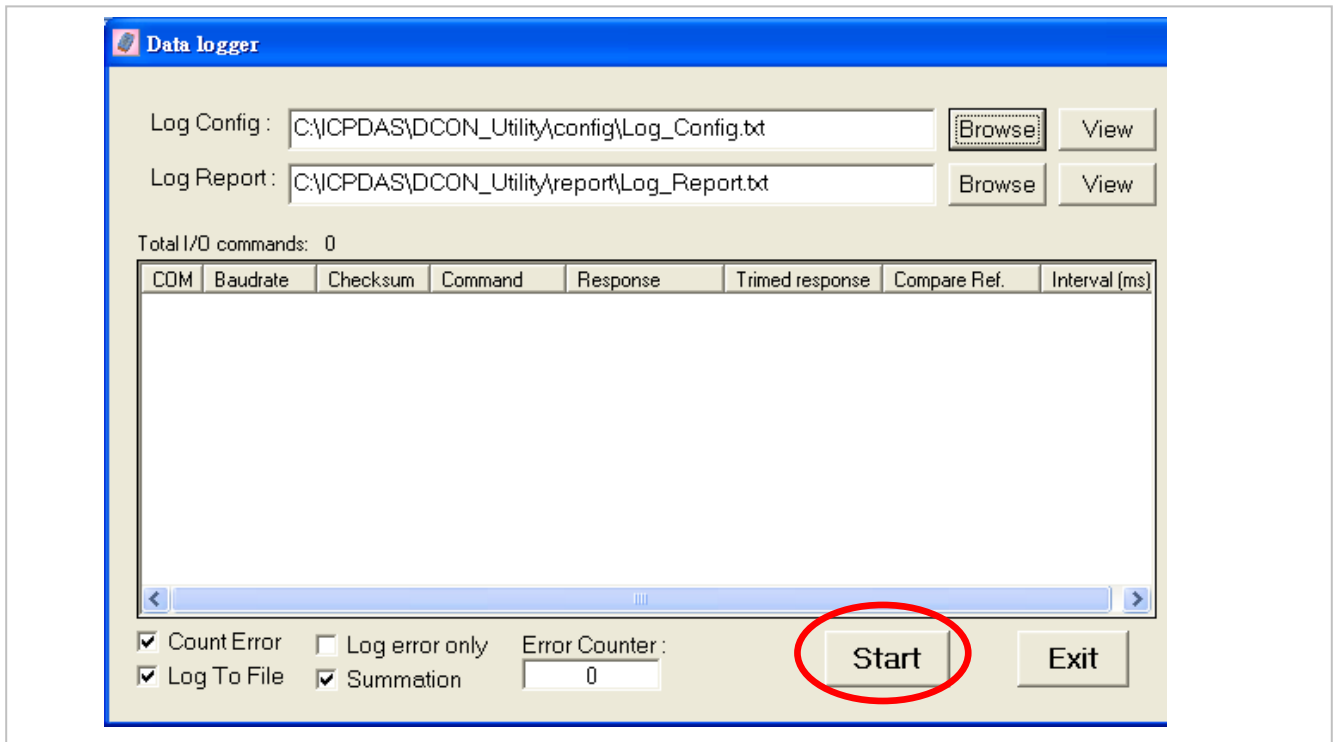 Data logger
Log Config : C:\ICPDAS\DCON_Utility\config\Log_Config.txt Browse View
Log Report : C:\ICPDAS\DCON_Utility\report\Log_Report.txt Browse View
Total I/O commands: 0
COM Baudrate Checksum Command Response Trimed response Compare Ref. Interval (ms)
Count Error Log error only Error Counter :
Log To File Summation 0
Start Exit